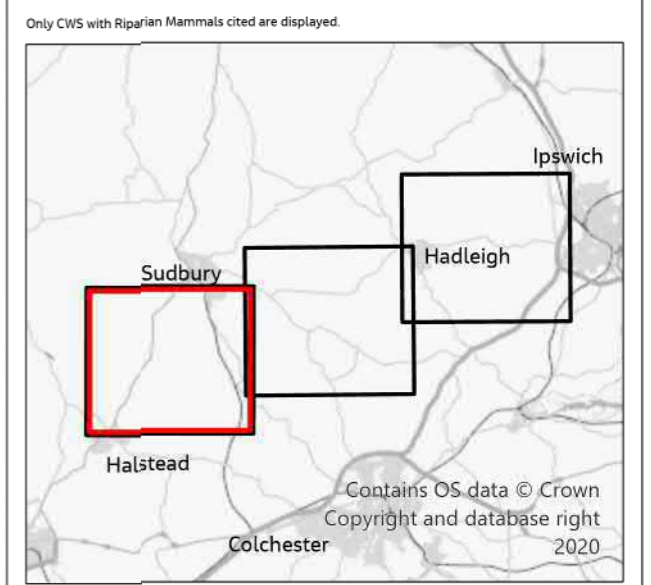 Only CWS with Riparian Mammals cited are displayed.
Ipswich
Hadleigh
Sudbury
Halstead
Contains OS data © Crown
Copyright and database right
2020
Colchester